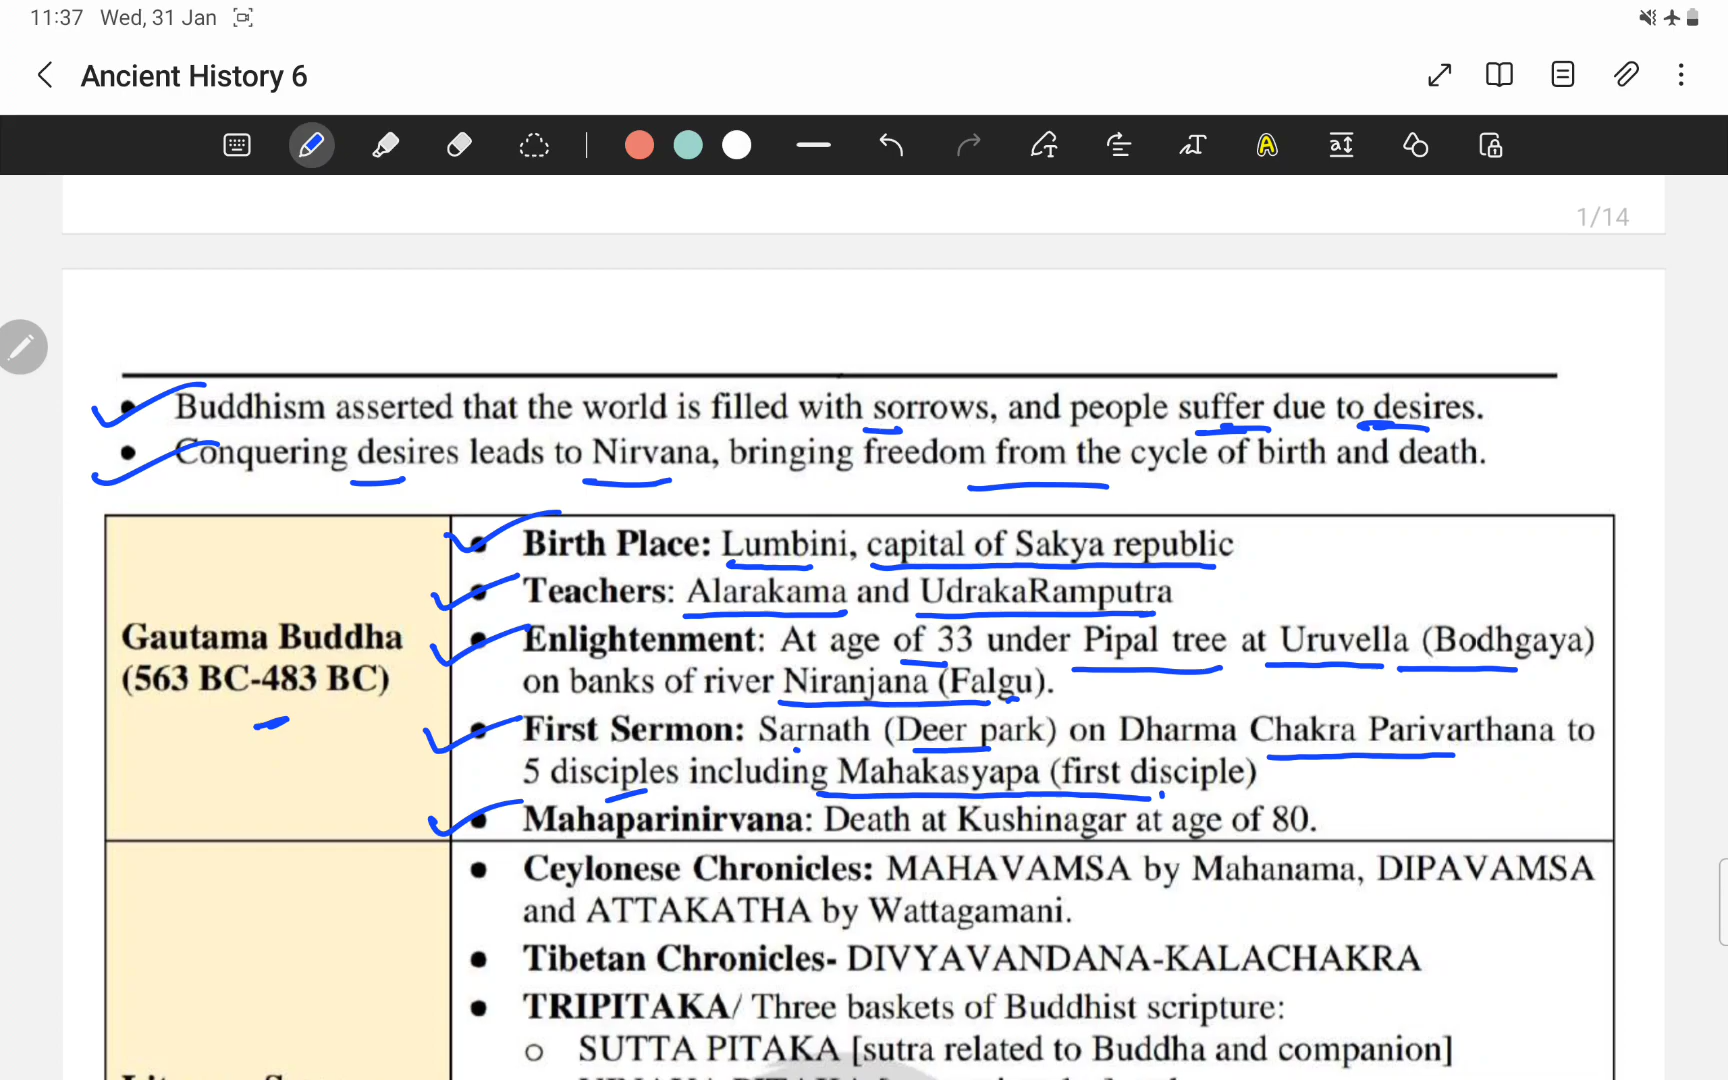 11:37 Wed, 31 Jan
Ancient History 6
1/14
• Buddhism asserted that the world is filled with sorrows, and people suffer due to desires.
• Conquering desires leads to Nirvana, bringing freedom from the cycle of birth and death.
Gautama Buddha
(563 BC-483 BC)
• Birth Place: Lumbini, capital of Sakya republic
• Teachers: Alarakama and UdrakaRamputra
• Enlightenment: At age of 33 under Pipal tree at Uruvella (Bodhgaya)
on banks of river Niranjana (Falgu).
• First Sermon: Sarnath (Deer park) on Dharma Chakra Parivarthana to
5 disciples including Mahakasyapa (first disciple)
• Mahaparinirvana: Death at Kushinagar at age of 80.
• Ceylonese Chronicles: MAHAVAMSA by Mahanama, DIPAVAMSA
and ATTAKATHA by Wattagamani.
• Tibetan Chronicles- DIVYAVANDANA-KALACHAKRA
• TRIPITAKA/ Three baskets of Buddhist scripture:
o SUTTA PITAKA [sutra related to Buddha and companion]